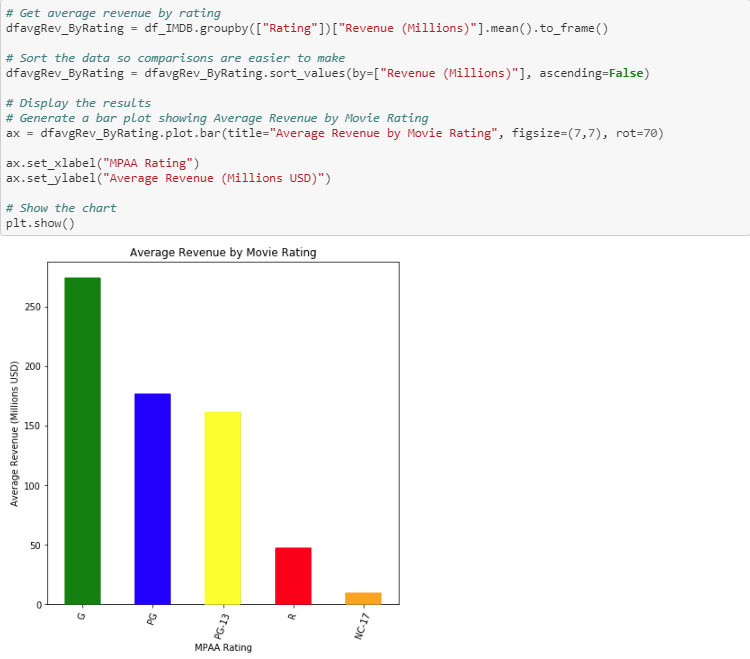 # Get average revenue by rating
dfavgRev_ByRating = df_IMDB.groupby(["Rating"])["Revenue (Millions)"].mean().to_frame()
# Sort the data so comparisons are easier to make
dfavgRev_ByRating = dfavgRev_ByRating.sort_values(by=["Revenue (Millions)"], ascending=False)
# Display the results
# Generate a bar plot showing Average Revenue by Movie Rating
ax = dfavgRev_ByRating.plot.bar(title="Average Revenue by Movie Rating", figsize=(7,7), rot=70)
ax.set_xlabel("MPAA Rating")
ax.set_ylabel("Average Revenue (Millions USD)")
# Show the chart
plt.show()
Average Revenue by Movie Rating
Average Revenue (Millions USD)
250
200
150
100
50
0
G
PG
PG-13
R
NC-17
MPAA Rating